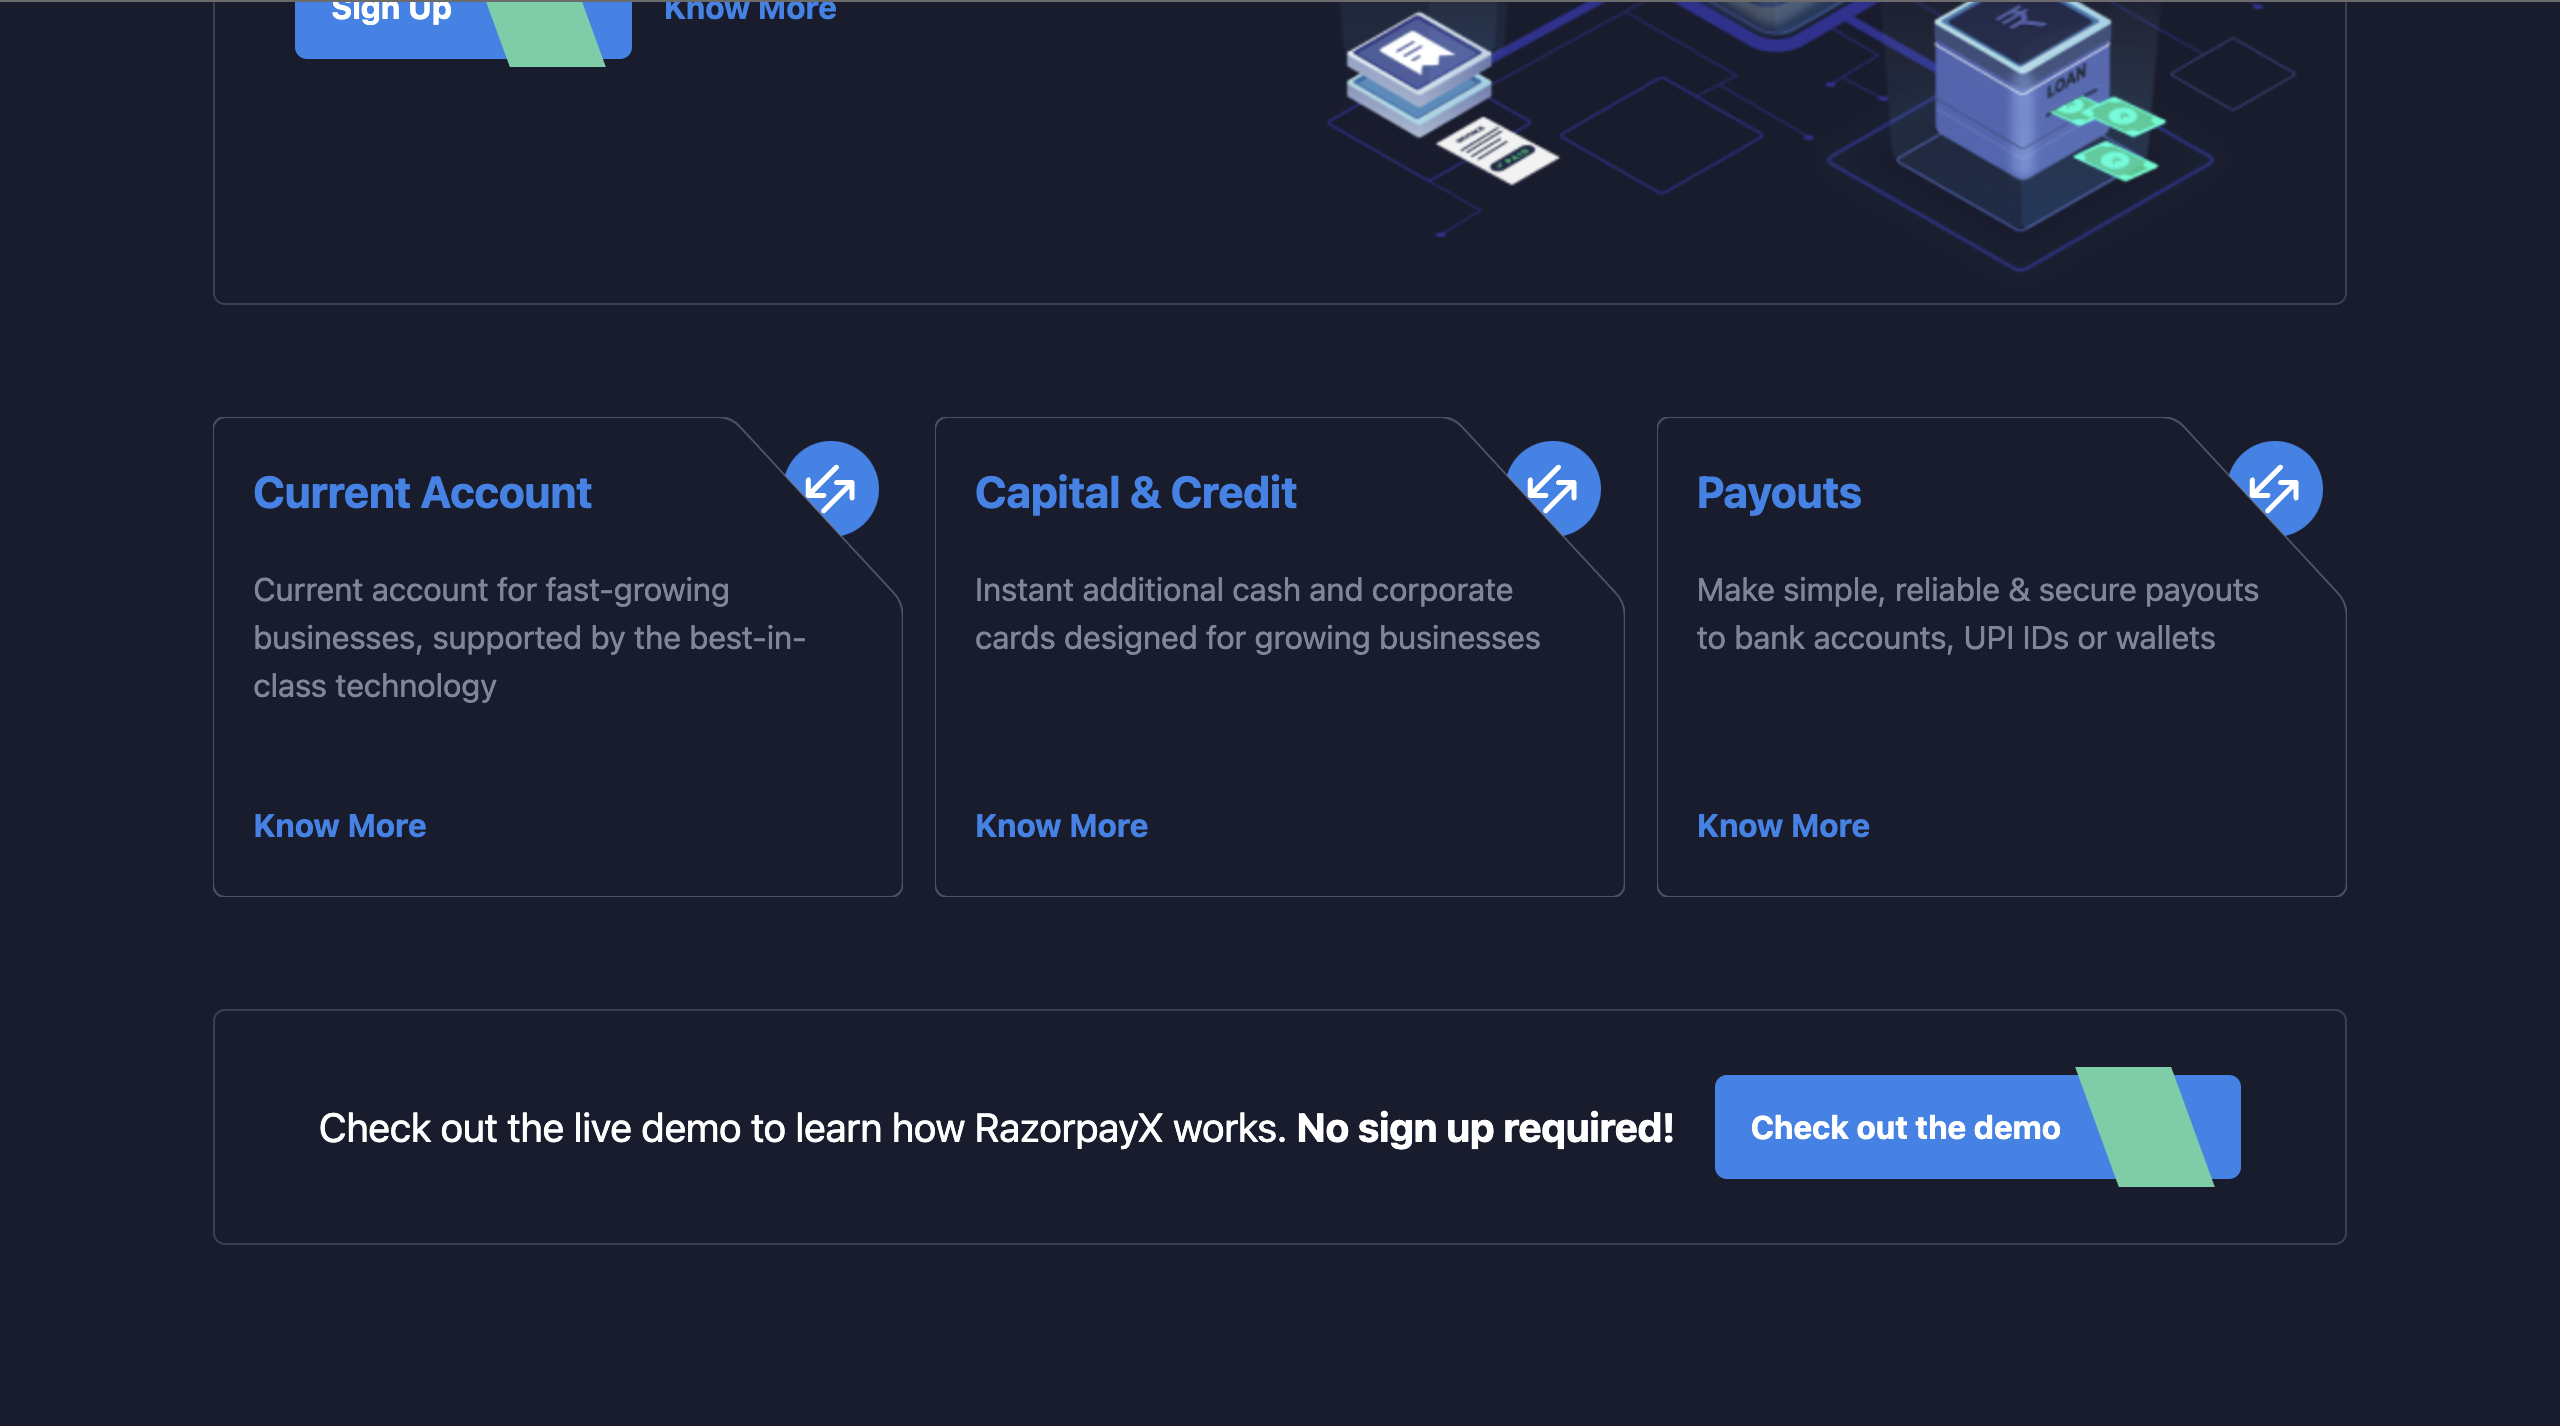 Sign Up
Know More
INVOICE
PAID
LOAN
Current Account
Current account for fast-growing
businesses, supported by the best-in-
class technology
Know More
Capital & Credit
Instant additional cash and corporate
cards designed for growing businesses
Know More
Payouts
Make simple, reliable & secure payouts
to bank accounts, UPI IDs or wallets
Know More
Check out the live demo to learn how RazorpayX works. No sign up required!
Check out the demo